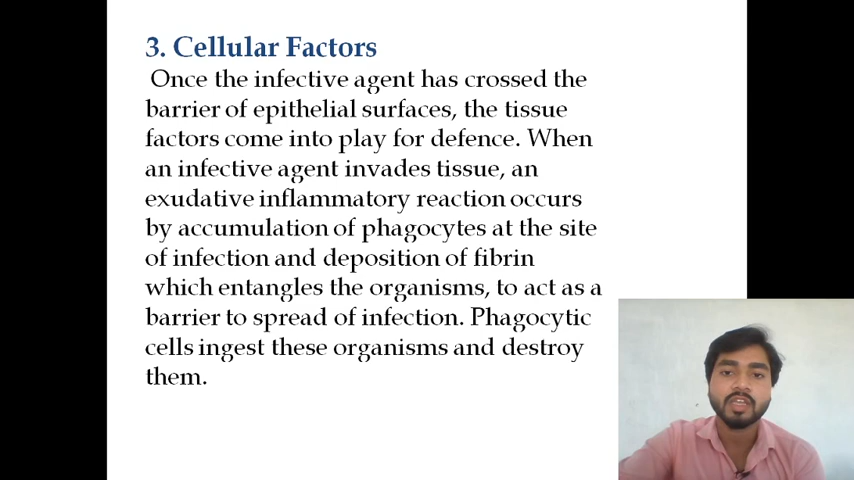 3. Cellular Factors
Once the infective agent has crossed the
barrier of epithelial surfaces, the tissue
factors come into play for defence. When
an infective agent invades tissue, an
exudative inflammatory reaction occurs
by accumulation of phagocytes at the site
of infection and deposition of fibrin
which entangles the organisms, to act as a
barrier to spread of infection. Phagocytic
cells ingest these organisms and destroy
them.